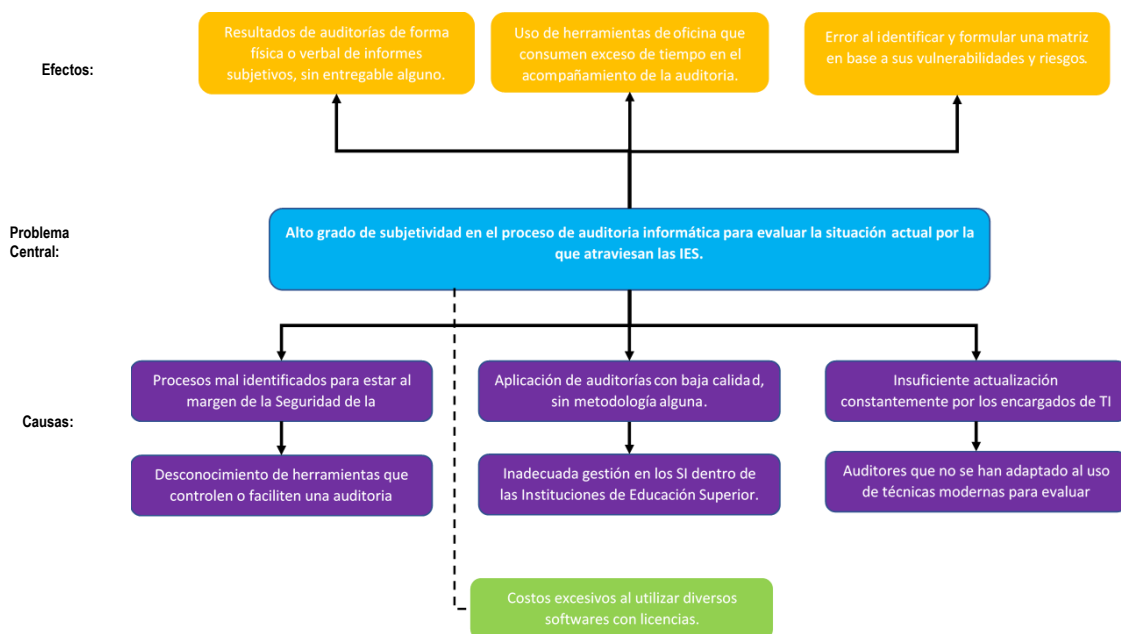 Efectos:
Resultados de auditorías de forma
física o verbal de informes
subjetivos, sin entregable alguno.
Uso de herramientas de oficina que
consumen exceso de tiempo en el
acompañamiento de la auditoria.
Error al identificar y formular una matriz
en base a sus vulnerabilidades y riesgos.
Problema
Central:
Alto grado de subjetividad en el proceso de auditoria informática para evaluar la situación actual por la
que atraviesan las IES.
Causas:
Procesos mal identificados para estar al
margen de la Seguridad de la
Aplicación de auditorías con baja calidad,
sin metodología alguna.
Insuficiente actualización
constantemente por los encargados de TI
Desconocimiento de herramientas que
controlen o faciliten una auditoria
Inadecuada gestión en los SI dentro de
las Instituciones de Educación Superior.
Auditores que no se han adaptado al uso
de técnicas modernas para evaluar
Costos excesivos al utilizar diversos
softwares con licencias.